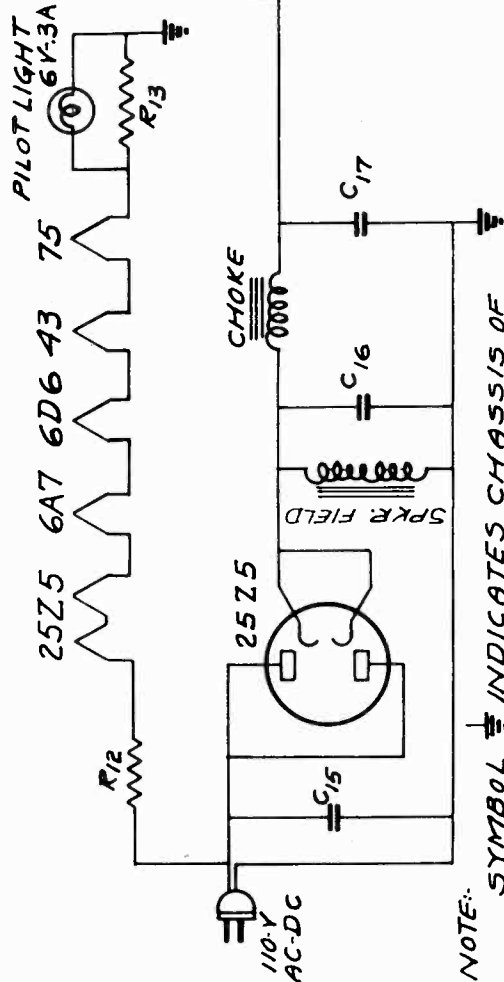 PILOT LIGHT
6V-.3A
R13
25Z5 6A7 6D6 43 75
R12
CHOKE
C17
C16
SPKR. FIELD
25Z5
C15
110-V
AC-DC
NOTE:-
SYMBOL INDICATES CHASSIS OF